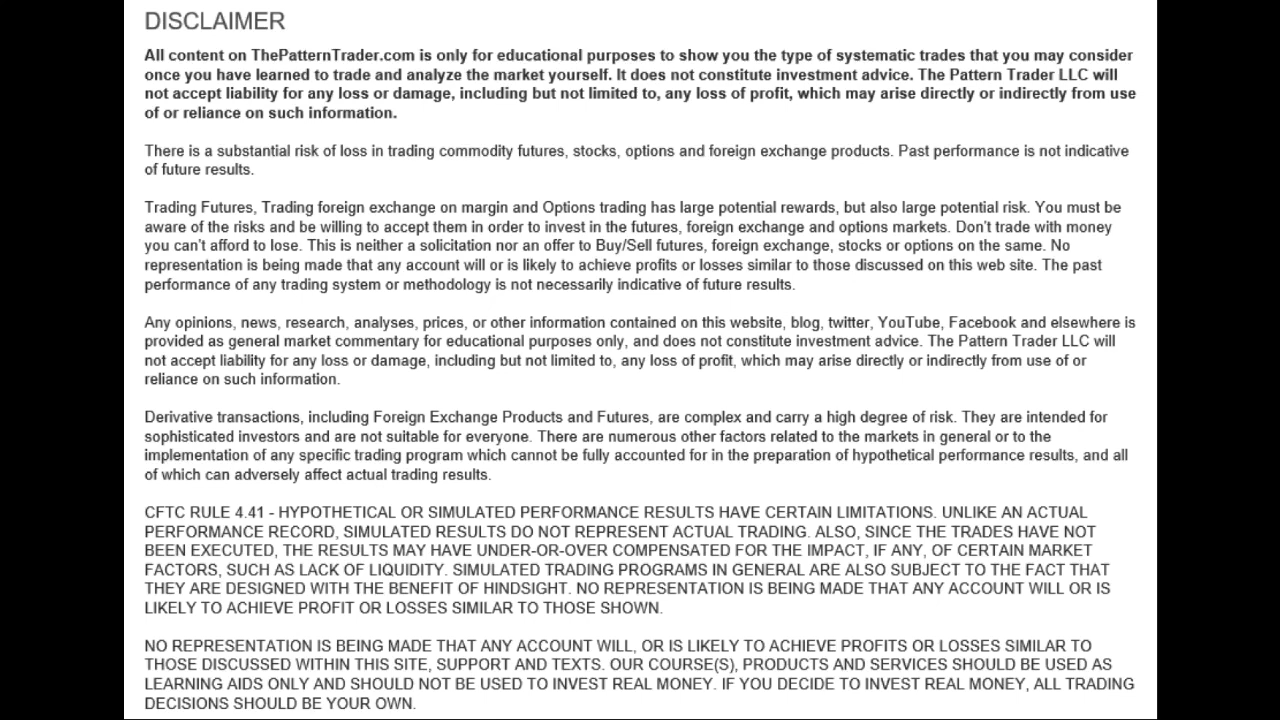 DISCLAIMER
All content on ThePatternTrader.com is only for educational purposes to show you the type of systematic trades that you may consider
once you have learned to trade and analyze the market yourself. It does not constitute investment advice. The Pattern Trader LLC will
not accept liability for any loss or damage, including but not limited to, any loss of profit, which may arise directly or indirectly from use
of or reliance on such information.
There is a substantial risk of loss in trading commodity futures, stocks, options and foreign exchange products. Past performance is not indicative
of future results.
Trading Futures, Trading foreign exchange on margin and Options trading has large potential rewards, but also large potential risk. You must be
aware of the risks and be willing to accept them in order to invest in the futures, foreign exchange and options markets. Don't trade with money
you can't afford to lose. This is neither a solicitation nor an offer to Buy/Sell futures, foreign exchange, stocks or options on the same. No
representation is being made that any account will or is likely to achieve profits or losses similar to those discussed on this web site. The past
performance of any trading system or methodology is not necessarily indicative of future results.
Any opinions, news, research, analyses, prices, or other information contained on this website, blog, twitter, YouTube, Facebook and elsewhere is
provided as general market commentary for educational purposes only, and does not constitute investment advice. The Pattern Trader LLC will
not accept liability for any loss or damage, including but not limited to, any loss of profit, which may arise directly or indirectly from use of or
reliance on such information.
Derivative transactions, including Foreign Exchange Products and Futures, are complex and carry a high degree of risk. They are intended for
sophisticated investors and are not suitable for everyone. There are numerous other factors related to the markets in general or to the
implementation of any specific trading program which cannot be fully accounted for in the preparation of hypothetical performance results, and all
of which can adversely affect actual trading results.
CFTC RULE 4.41 - HYPOTHETICAL OR SIMULATED PERFORMANCE RESULTS HAVE CERTAIN LIMITATIONS. UNLIKE AN ACTUAL
PERFORMANCE RECORD, SIMULATED RESULTS DO NOT REPRESENT ACTUAL TRADING. ALSO, SINCE THE TRADES HAVE NOT
BEEN EXECUTED, THE RESULTS MAY HAVE UNDER-OR-OVER COMPENSATED FOR THE IMPACT, IF ANY, OF CERTAIN MARKET
FACTORS, SUCH AS LACK OF LIQUIDITY. SIMULATED TRADING PROGRAMS IN GENERAL ARE ALSO SUBJECT TO THE FACT THAT
THEY ARE DESIGNED WITH THE BENEFIT OF HINDSIGHT. NO REPRESENTATION IS BEING MADE THAT ANY ACCOUNT WILL OR IS
LIKELY TO ACHIEVE PROFIT OR LOSSES SIMILAR TO THOSE SHOWN.
NO REPRESENTATION IS BEING MADE THAT ANY ACCOUNT WILL, OR IS LIKELY TO ACHIEVE PROFITS OR LOSSES SIMILAR TO
THOSE DISCUSSED WITHIN THIS SITE, SUPPORT AND TEXTS. OUR COURSE(S), PRODUCTS AND SERVICES SHOULD BE USED AS
LEARNING AIDS ONLY AND SHOULD NOT BE USED TO INVEST REAL MONEY. IF YOU DECIDE TO INVEST REAL MONEY, ALL TRADING
DECISIONS SHOULD BE YOUR OWN.